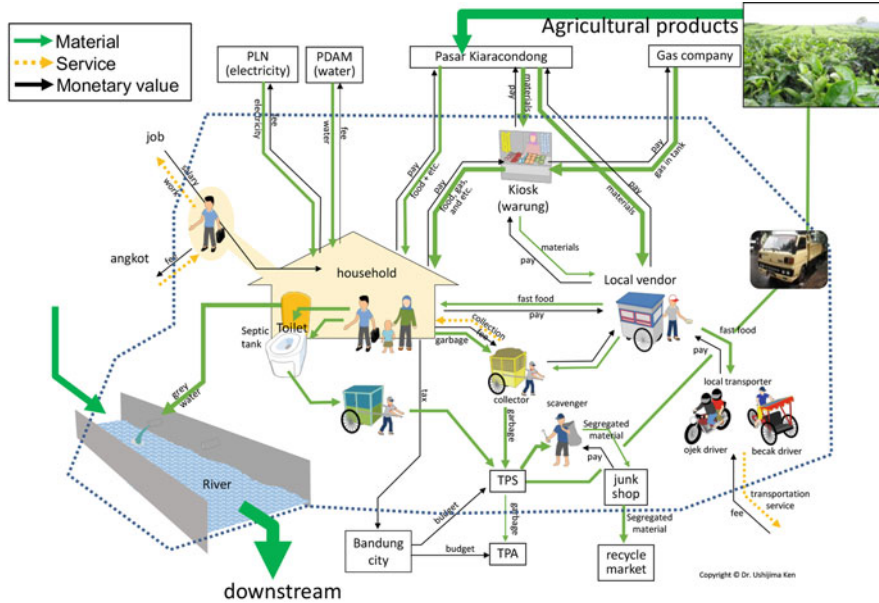 Agricultural products
Material
Service
Monetary value
PLN
(electricity)
PDAM
(water)
Pasar Kiaracondong
Gas company
electricity
fee
water
fee
pay
food + etc.
pay
materials
pay
materials
pay
gas in tank
job
salary
work
angkot
fee
pay
food, gas,
and etc.
Kiosk
(warung)
materials
pay
household
Local vendor
Toilet
Septic
tank
fast food
pay
collection
fee
garbage
fast food
pay
local transporter
ojek driver
becak driver
grey
water
tax
collector
garbage
scavenger
Segregated
material
pay
River
TPS
junk
shop
transportation
service
fee
budget
garbage
Segregated
material
Bandung
city
budget
TPA
recycle
market
downstream
Copyright © Dr. Ushijima Ken